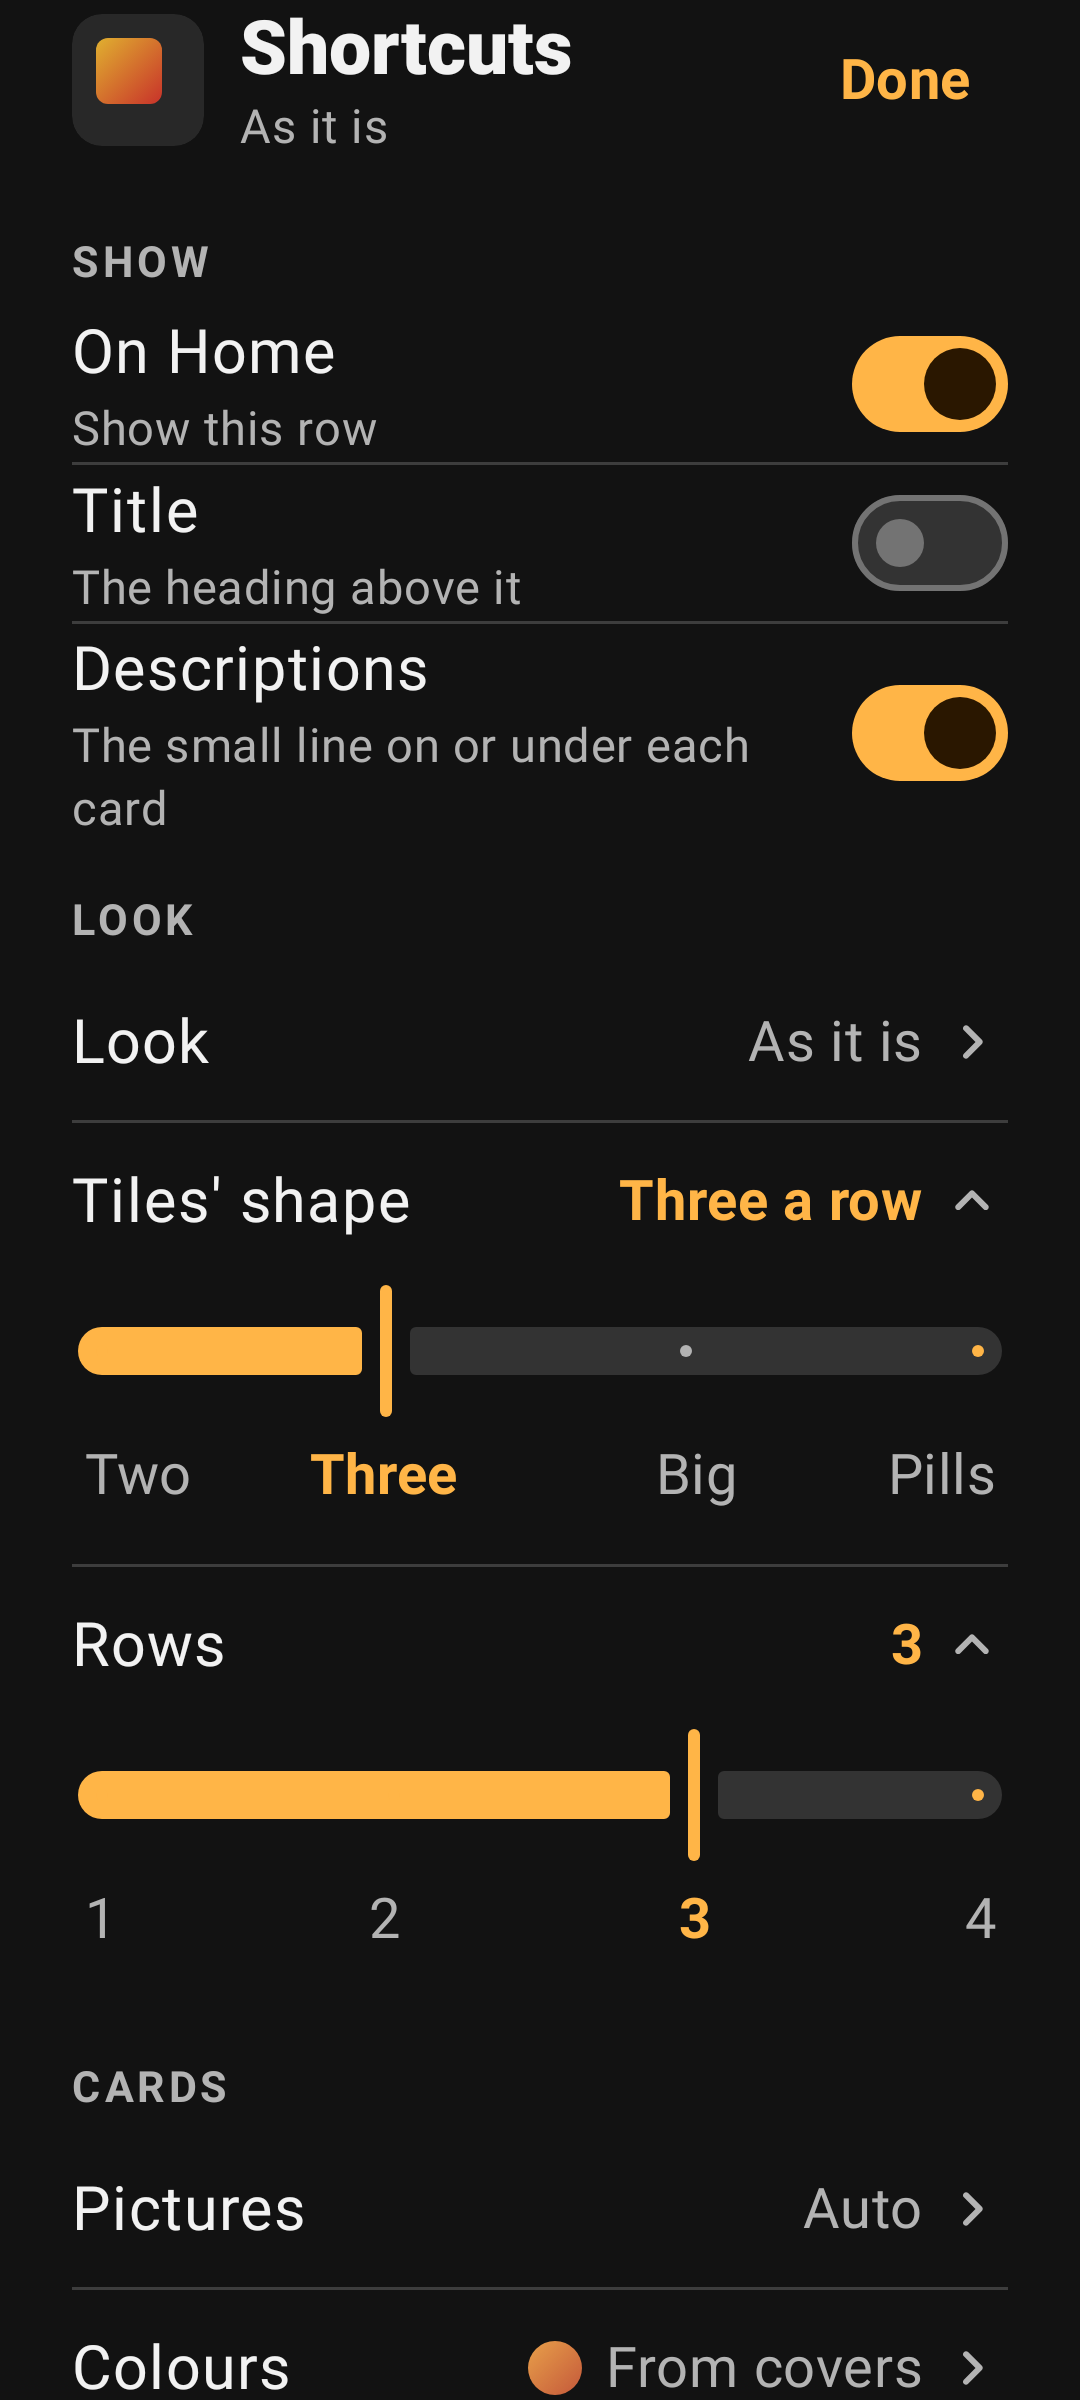 Shortcuts
As it is
Done
SHOW
On Home
Show this row
Title
The heading above it
Descriptions
The small line on or under each
card
LOOK
Look As it is
Tiles' shape Three a row
Two Three Big Pills
Rows 3
1 2 3 4
CARDS
Pictures Auto
Colours From covers